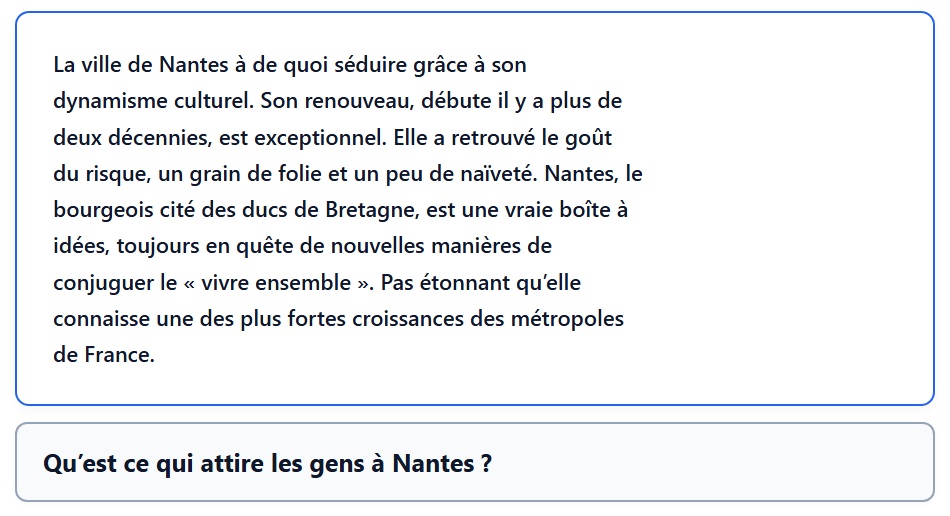 La ville de Nantes à de quoi séduire grâce à son
dynamisme culturel. Son renouveau, débute il y a plus de
deux décennies, est exceptionnel. Elle a retrouvé le goût
du risque, un grain de folie et un peu de naïveté. Nantes, le
bourgeois cité des ducs de Bretagne, est une vraie boîte à
idées, toujours en quête de nouvelles manières de
conjuguer le « vivre ensemble ». Pas étonnant qu’elle
connaisse une des plus fortes croissances des métropoles
de France.
Qu’est ce qui attire les gens à Nantes ?